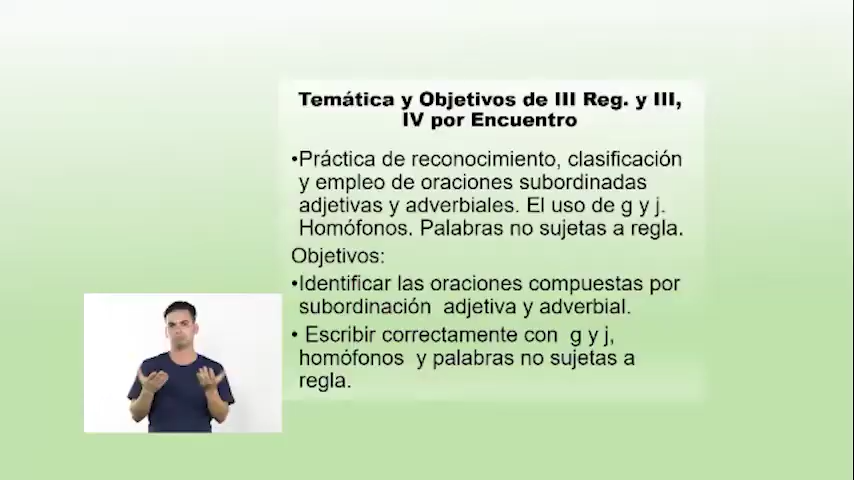 Temática y Objetivos de III Reg. y III,
IV por Encuentro
•Práctica de reconocimiento, clasificación
y empleo de oraciones subordinadas
adjetivas y adverbiales. El uso de g y j.
Homófonos. Palabras no sujetas a regla.
Objetivos:
•Identificar las oraciones compuestas por
subordinación adjetiva y adverbial.
• Escribir correctamente con g y j,
homófonos y palabras no sujetas a
regla.